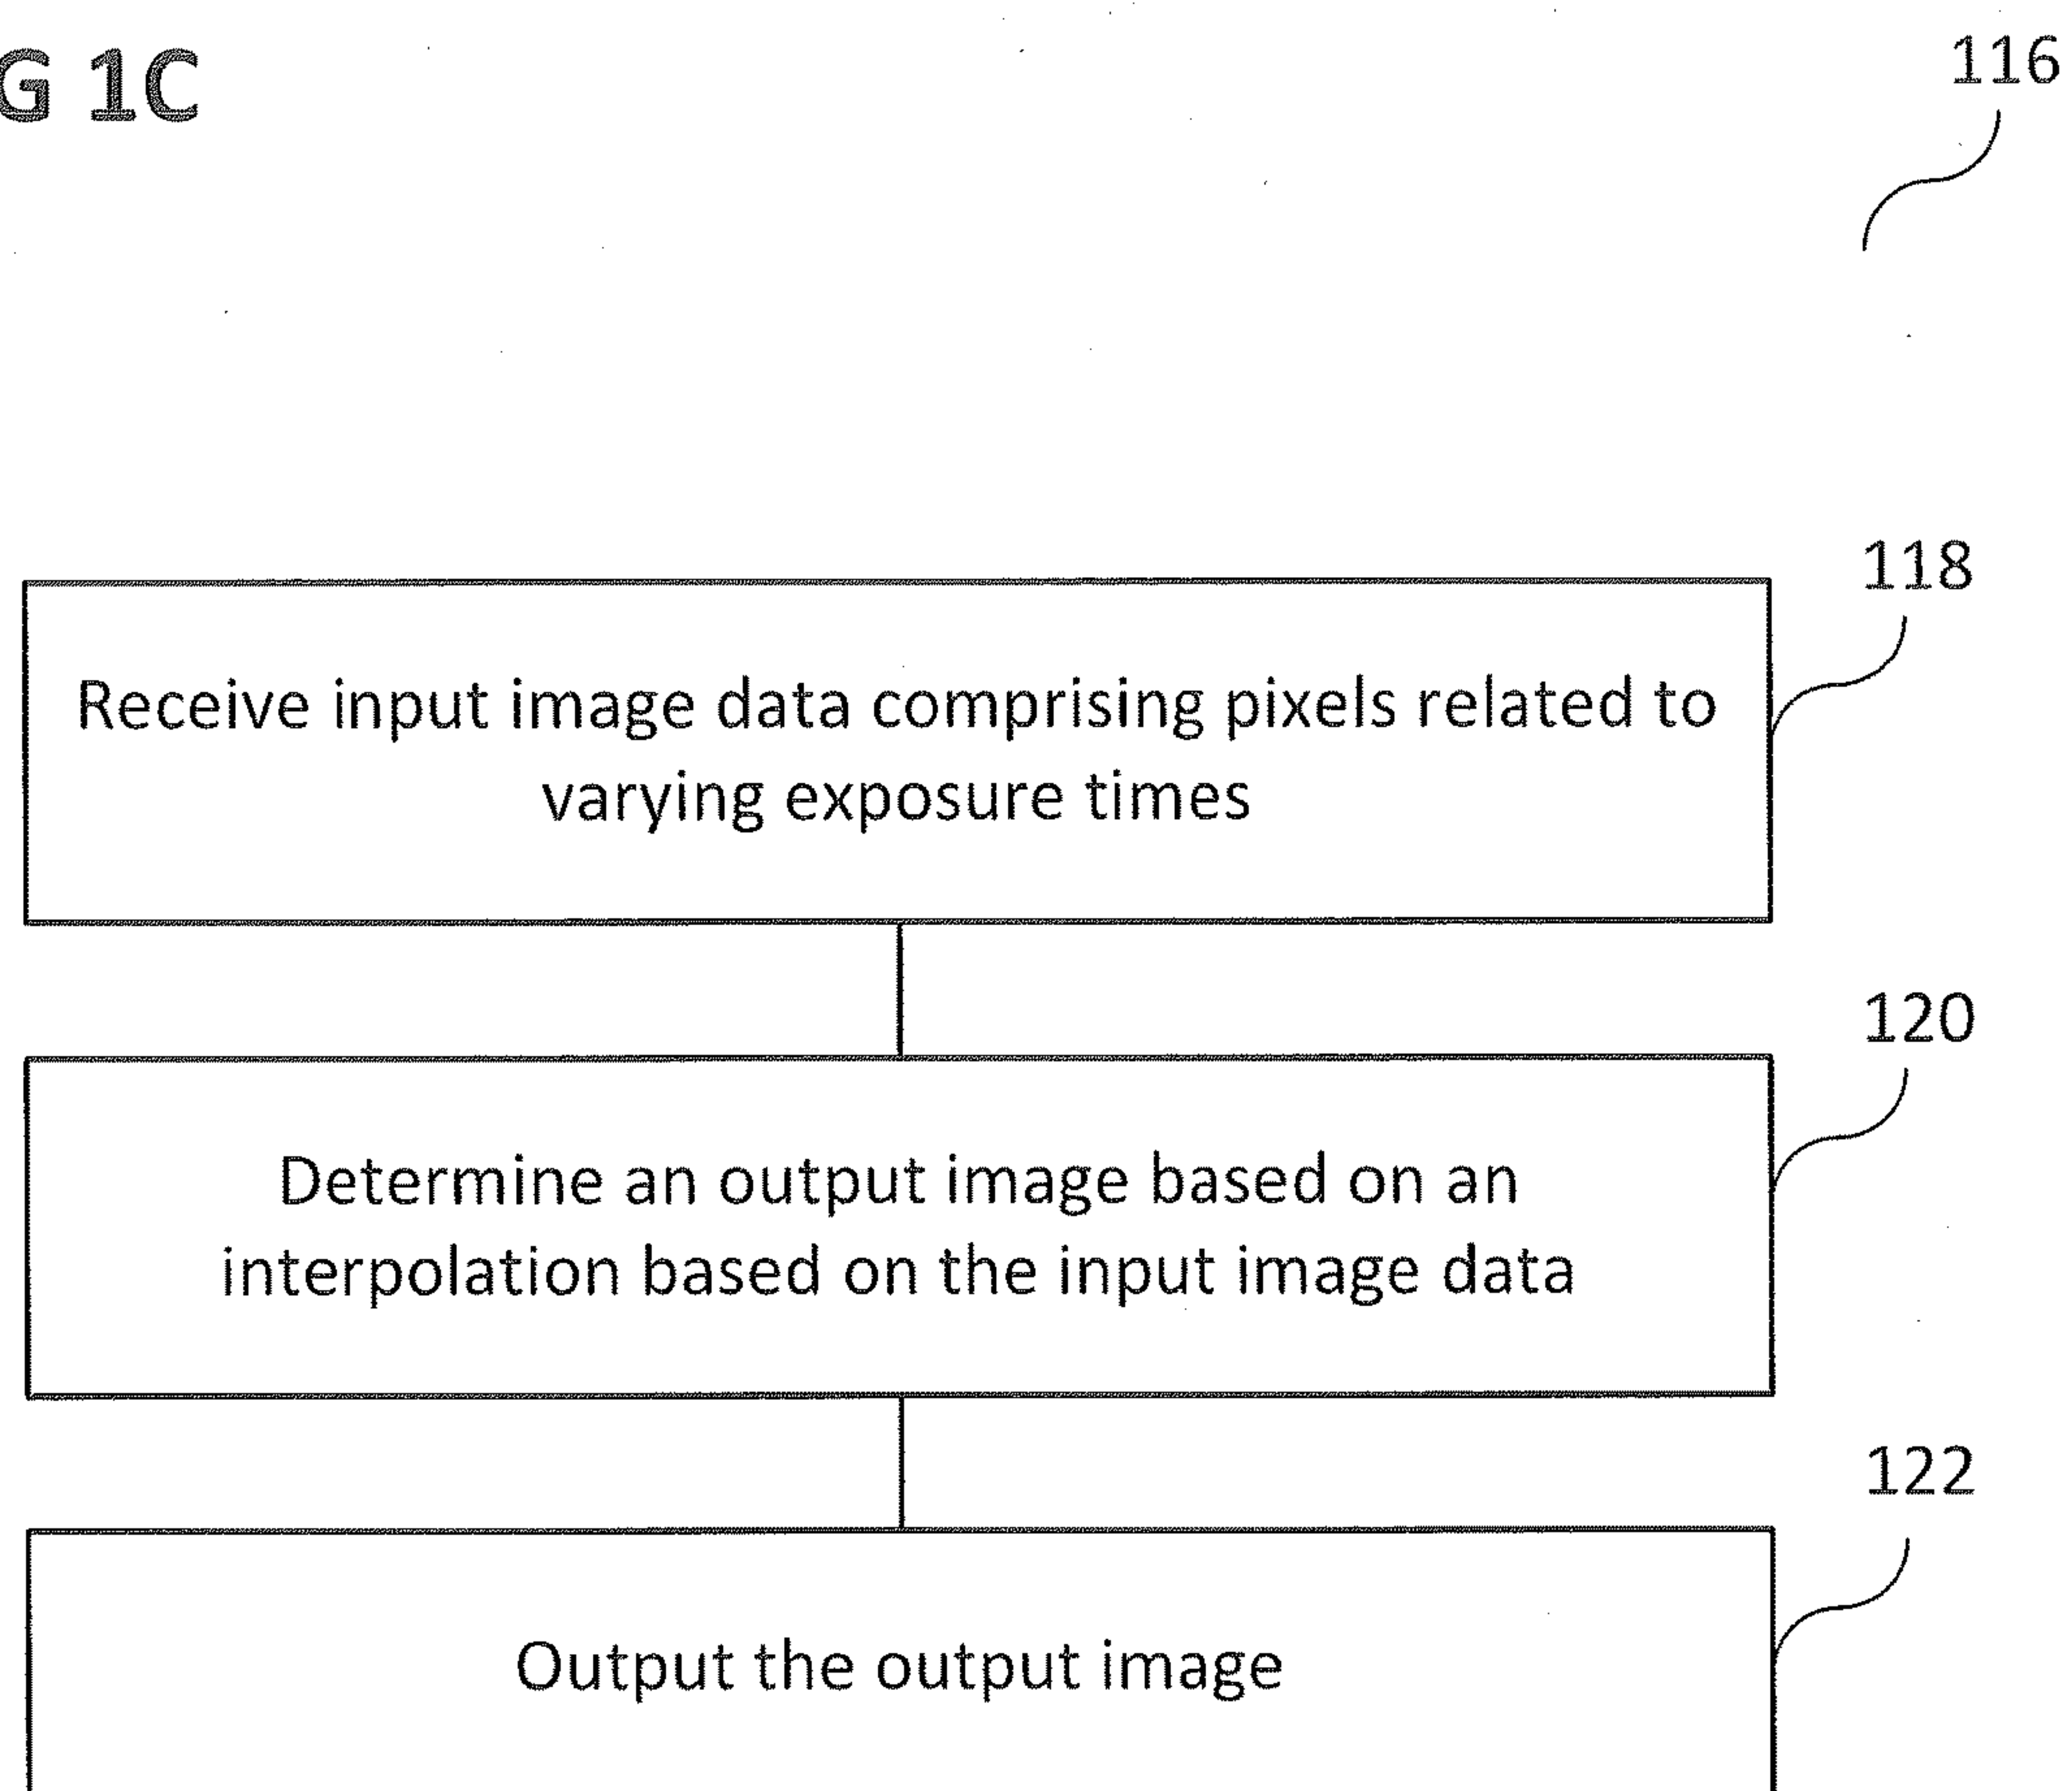 G 1C
116
118
Receive input image data comprising pixels related to
varying exposure times
120
Determine an output image based on an
interpolation based on the input image data
122
Output the output image